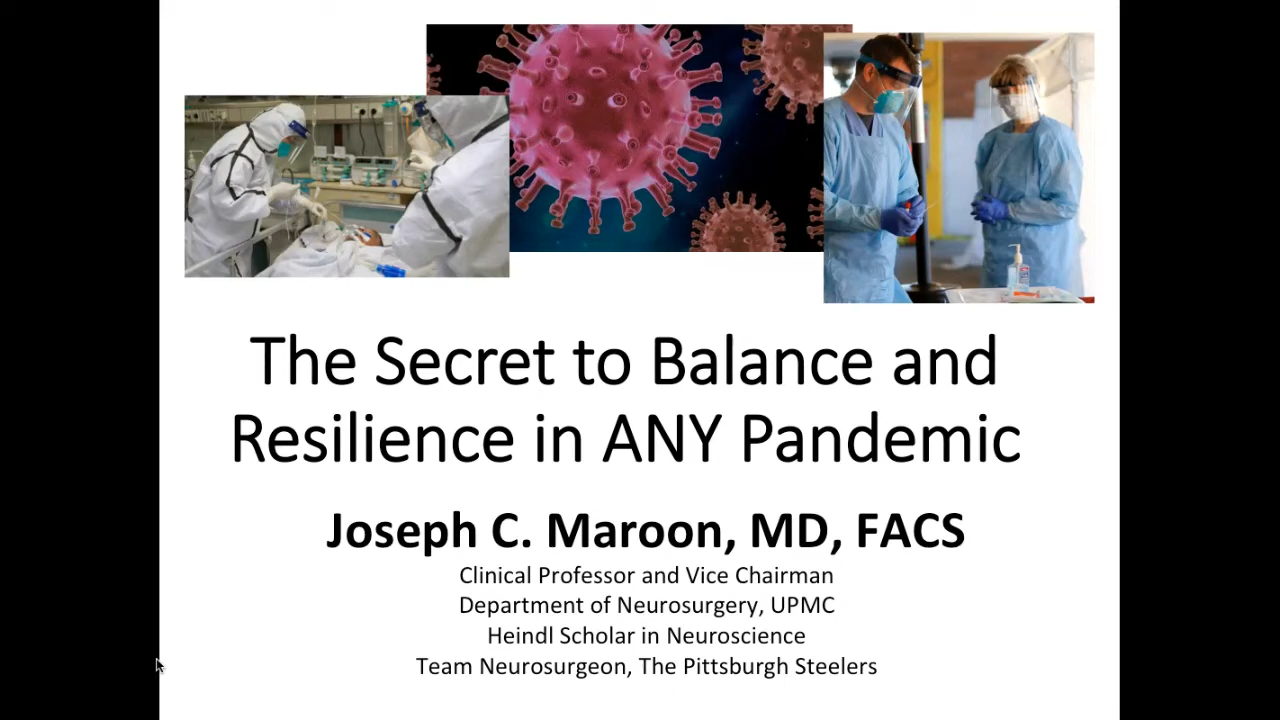 The Secret to Balance and
Resilience in ANY Pandemic
Joseph C. Maroon, MD, FACS
Clinical Professor and Vice Chairman
Department of Neurosurgery, UPMC
Heindl Scholar in Neuroscience
Team Neurosurgeon, The Pittsburgh Steelers